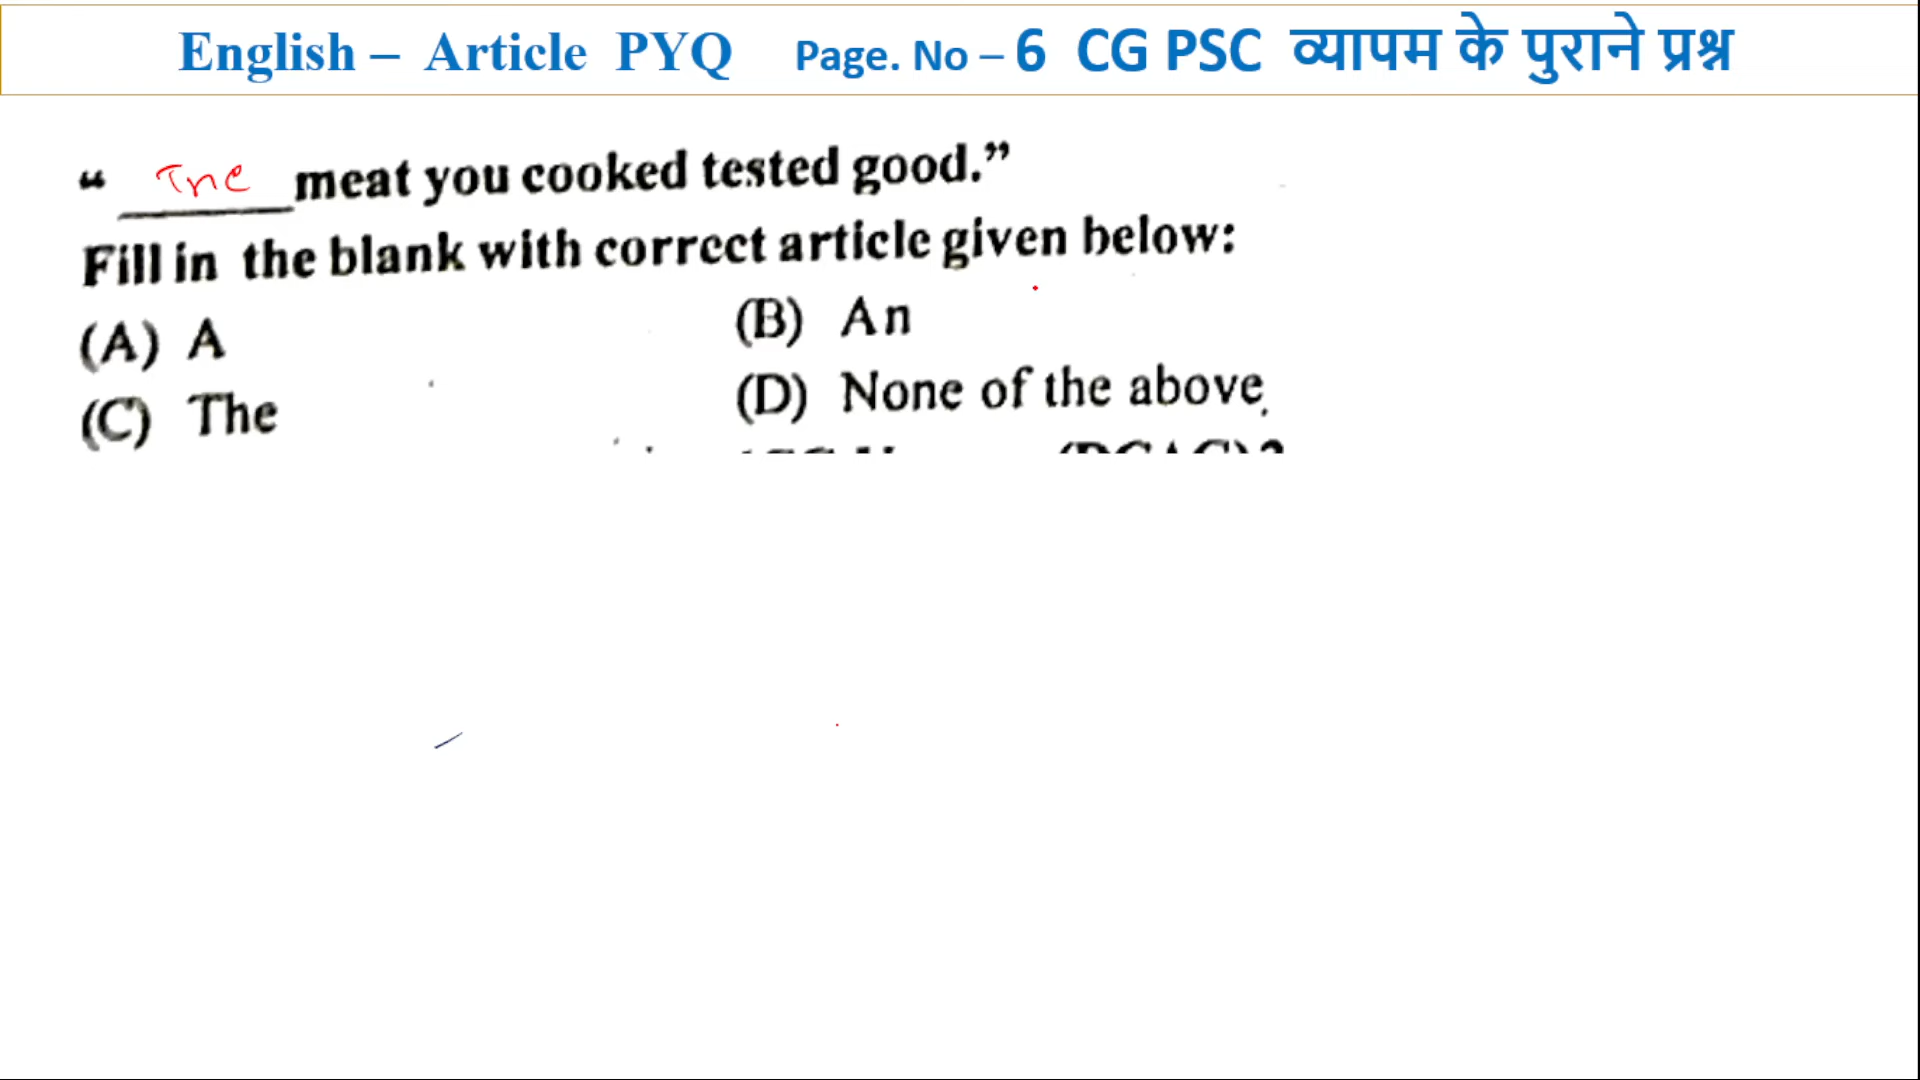 English – Article PYQ Page. No – 6 CG PSC व्यापम के पुराने प्रश्न
“ The meat you cooked tested good.”
Fill in the blank with correct article given below:
(A) A (B) An
(C) The (D) None of the above